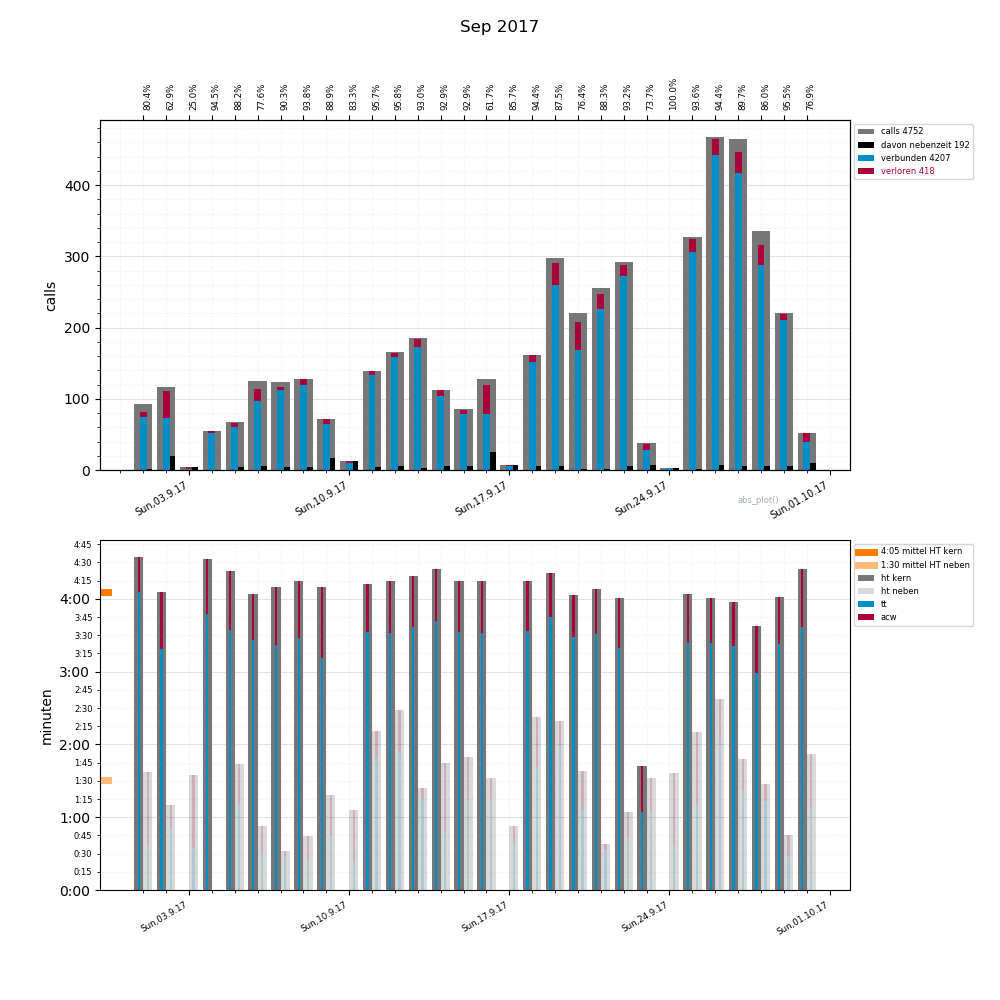 Sep 2017
80.4% 62.9% 25.0% 94.5% 88.2% 77.6% 90.3% 93.8% 88.9% 83.3% 95.7% 95.8% 93.0% 92.9% 92.9% 61.7% 85.7% 94.4% 87.5% 76.4% 88.3% 93.2% 73.7% 100.0% 93.6% 94.4% 89.7% 86.0% 95.5% 76.9%
calls
400
300
200
100
0
calls 4752
davon nebenzeit 192
verbunden 4207
verloren 418
Sun,03.9.17 Sun,10.9.17 Sun,17.9.17 Sun,24.9.17 Sun,01.10.17
abs_plot()
minuten
4:45
4:30
4:15
4:00
3:45
3:30
3:15
3:00
2:45
2:30
2:15
2:00
1:45
1:30
1:15
1:00
0:45
0:30
0:15
0:00
4:05 mittel HT kern
1:30 mittel HT neben
ht kern
ht neben
tt
acw
Sun,03.9.17 Sun,10.9.17 Sun,17.9.17 Sun,24.9.17 Sun,01.10.17